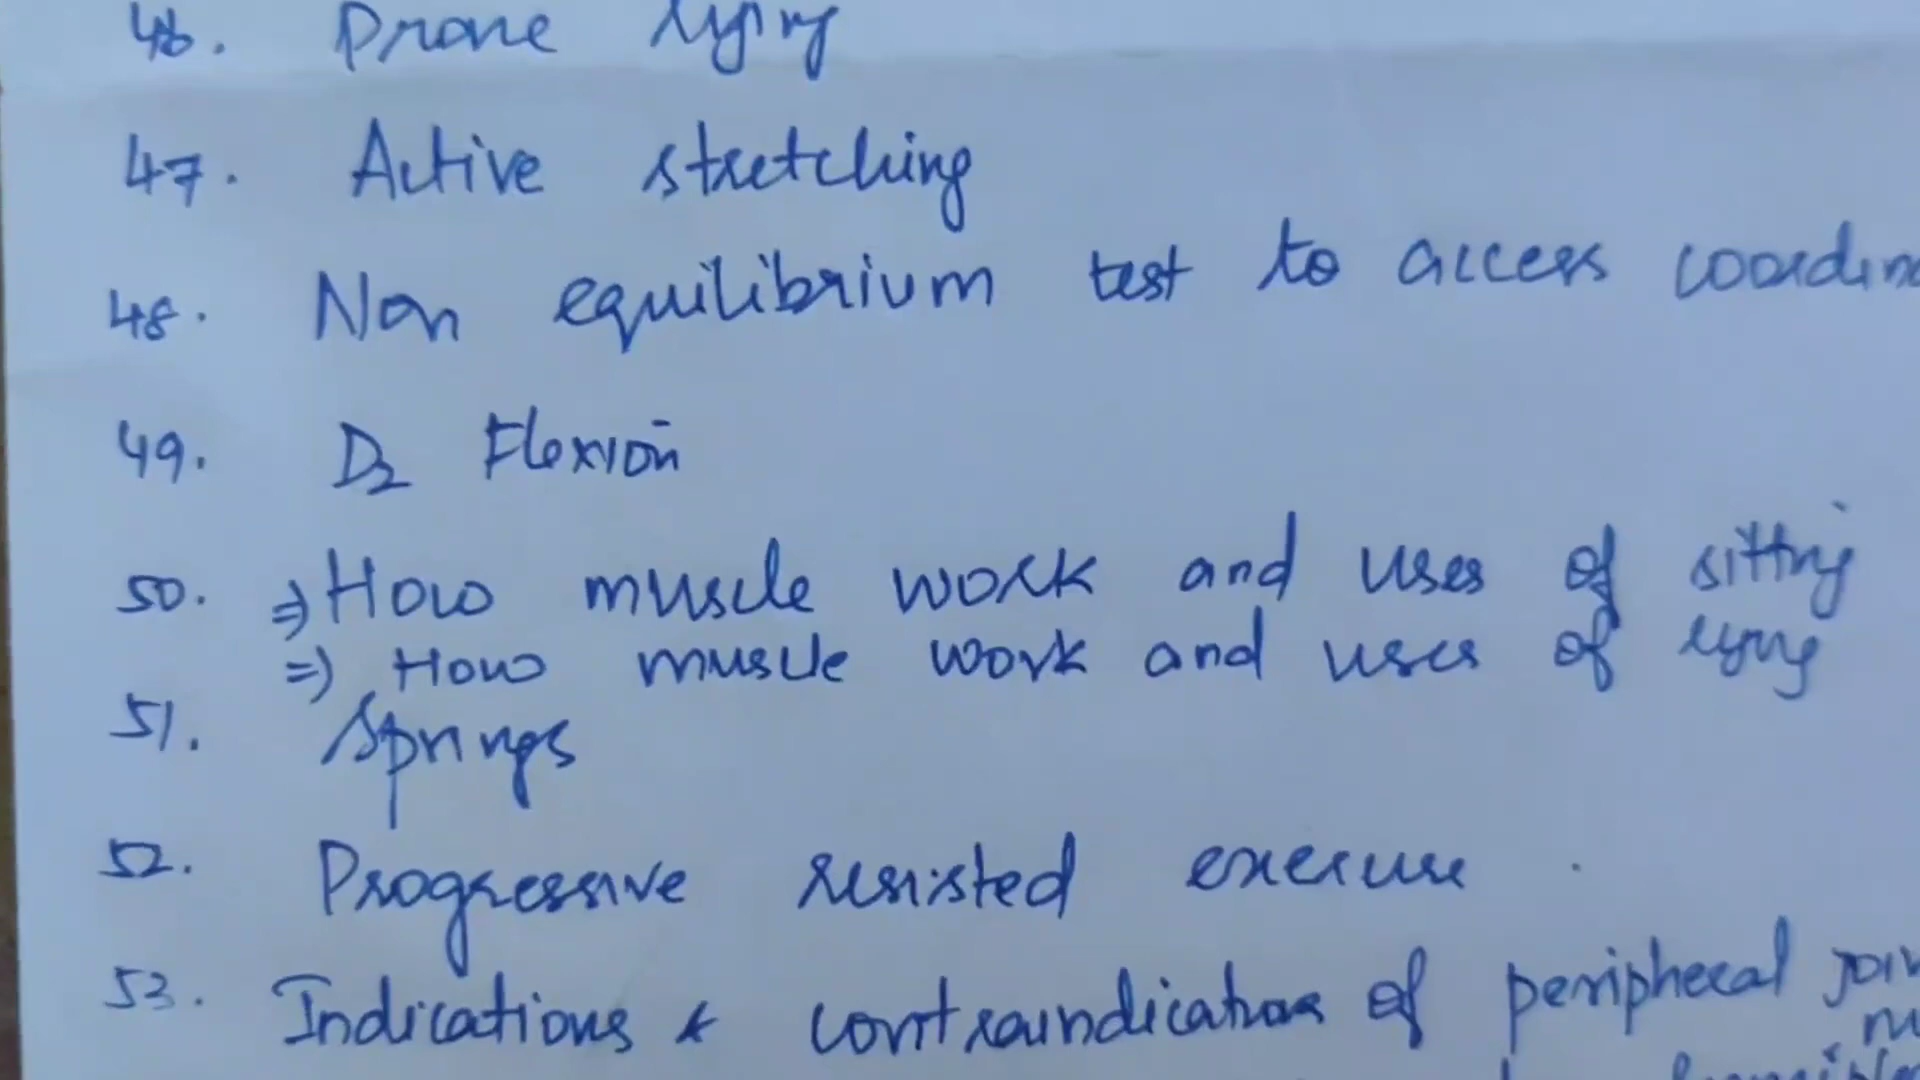 46. Prone lying
47. Active stretching
48. Non equilibrium test to access
49. D2 Flexion
50. ⇒ How muscle work and uses of sitting
⇒ How muscle work and uses of lying
51. Springs
52. Progressive resisted exercise
53. Indications & contraindications of peripheral